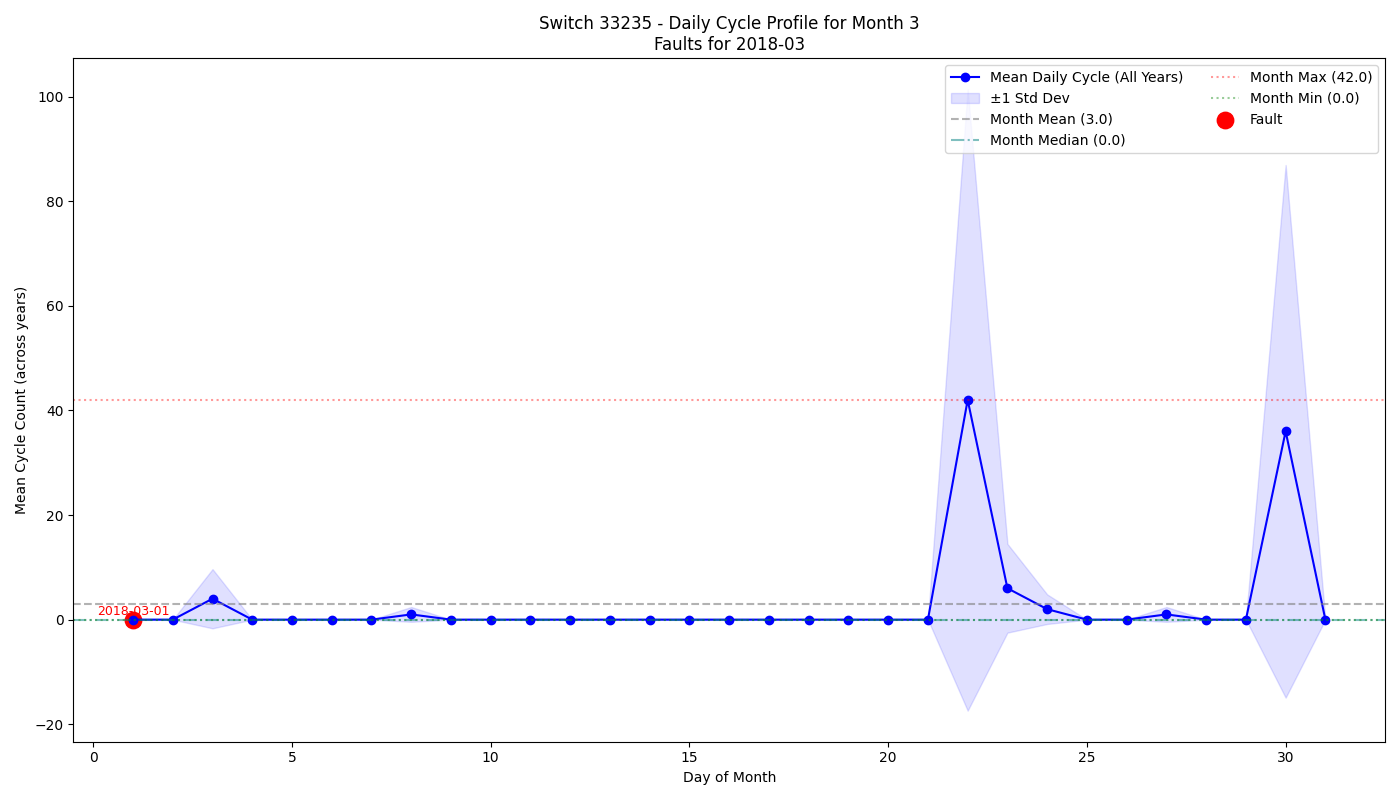 Switch 33235 - Daily Cycle Profile for Month 3
Faults for 2018-03
Mean Daily Cycle (All Years)
±1 Std Dev
Month Mean (3.0)
Month Median (0.0)
Month Max (42.0)
Month Min (0.0)
Fault
Mean Cycle Count (across years)
100
80
60
40
20
0
−20
2018-03-01
0
5
10
15
20
25
30
Day of Month